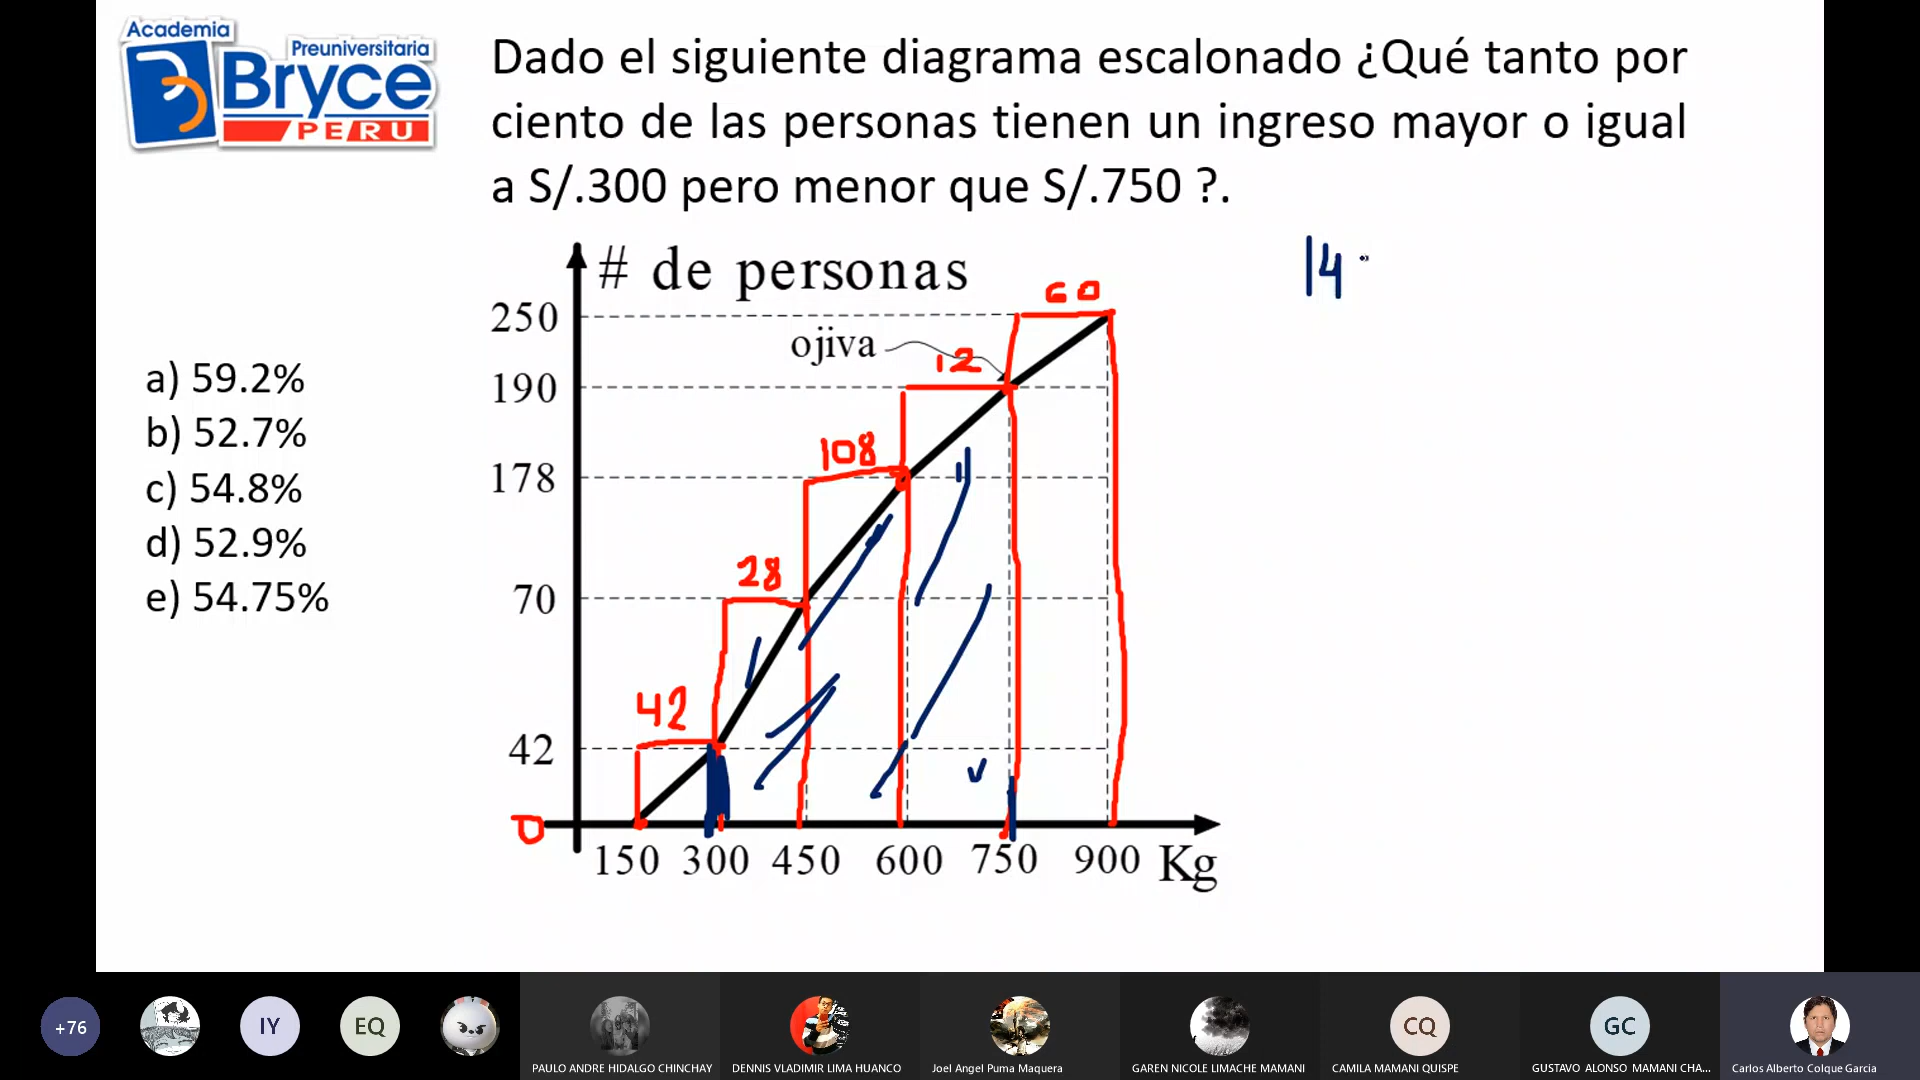 Academia
Preuniversitaria
Bryce
PERU
Dado el siguiente diagrama escalonado ¿Qué tanto por
ciento de las personas tienen un ingreso mayor o igual
a S/.300 pero menor que S/.750 ?.
14
# de personas
60
250
ojiva
12
190
108
178
28
70
42
42
0
150 300 450 600 750 900 Kg
a) 59.2%
b) 52.7%
c) 54.8%
d) 52.9%
e) 54.75%
+76
IY
EQ
CQ
GC
PAULO ANDRE HIDALGO CHINCHAY
DENNIS VLADIMIR LIMA HUANCO
Joel Angel Puma Maquera
GAREN NICOLE LIMACHE MAMANI
CAMILA MAMANI QUISPE
GUSTAVO ALONSO MAMANI CHA...
Carlos Alberto Colque Garcia